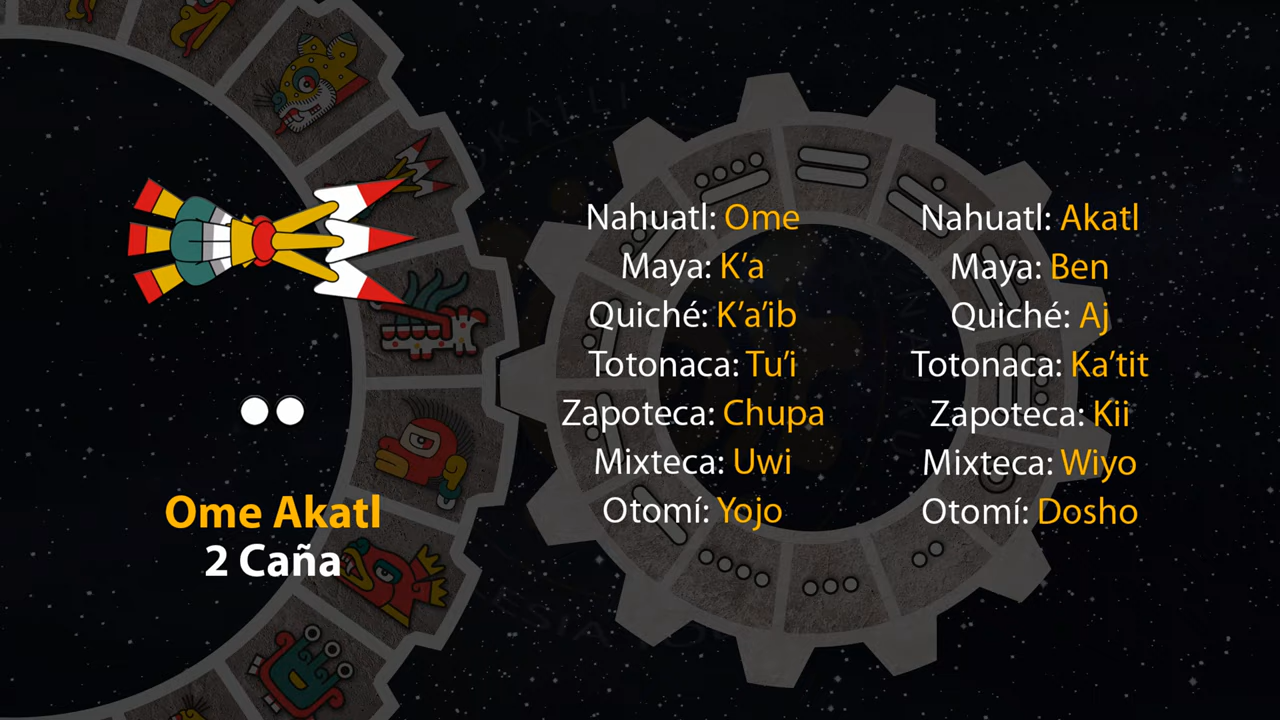 Ome Akatl
2 Caña
Nahuatl: Ome
Maya: K’a
Quiché: K’a’ib
Totonaca: Tu’i
Zapoteca: Chupa
Mixteca: Uwi
Otomí: Yojo
Nahuatl: Akatl
Maya: Ben
Quiché: Aj
Totonaca: Ka’tit
Zapoteca: Kii
Mixteca: Wiyo
Otomí: Dosho